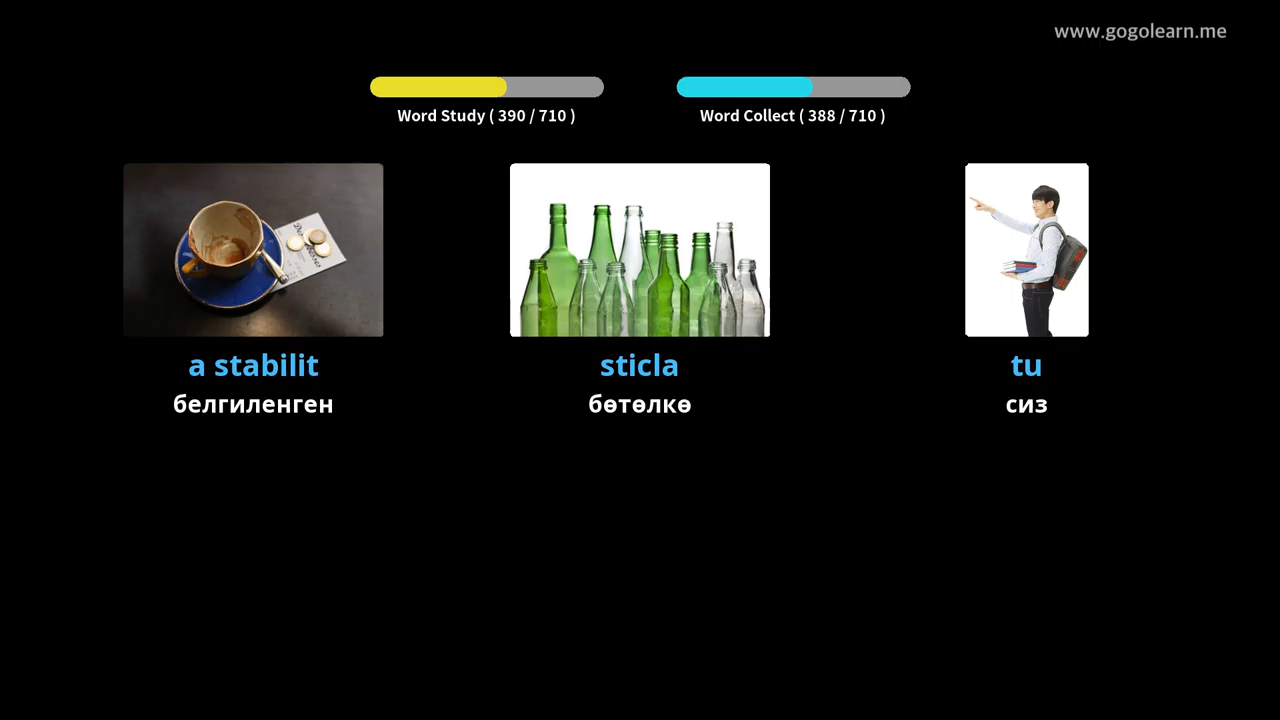 www.gogolearn.me
Word Study ( 390 / 710 )
Word Collect ( 388 / 710 )
a stabilit
sticla
tu
белгиленген
бөтөлкө
сиз